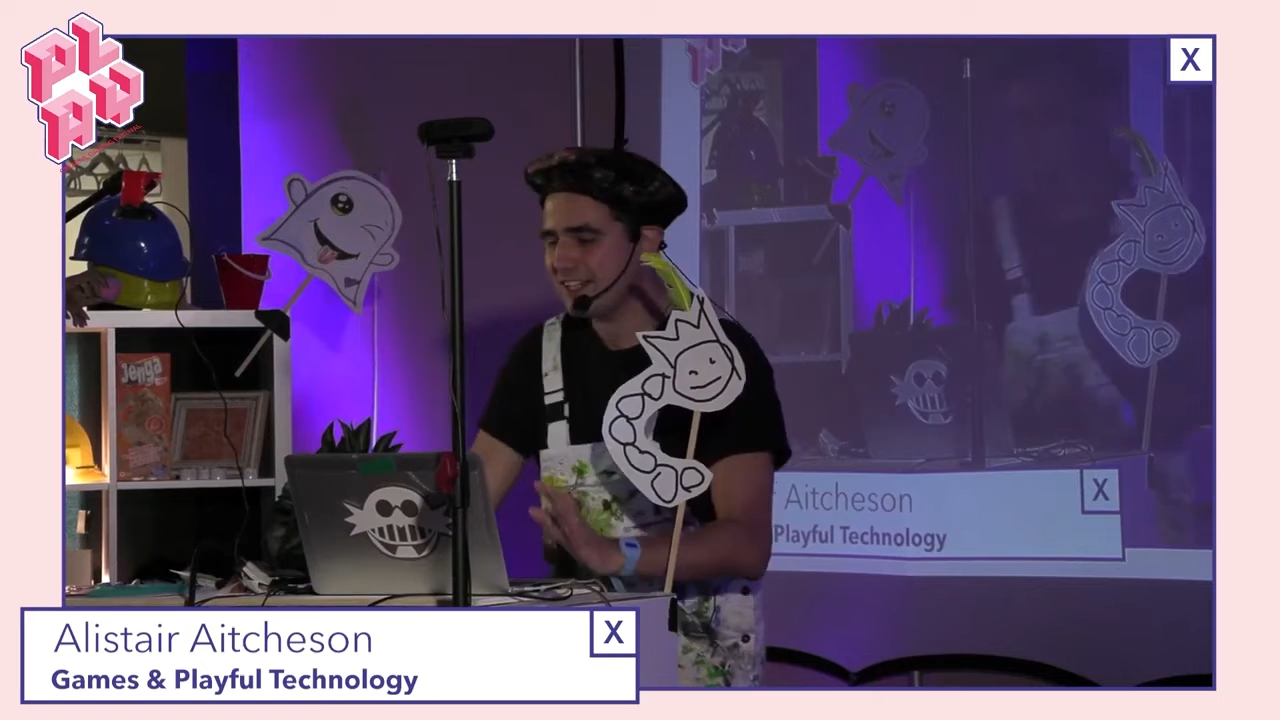 PLAY
X
Jenga
Aitcheson
X
Playful Technology
Alistair Aitcheson
X
Games & Playful Technology